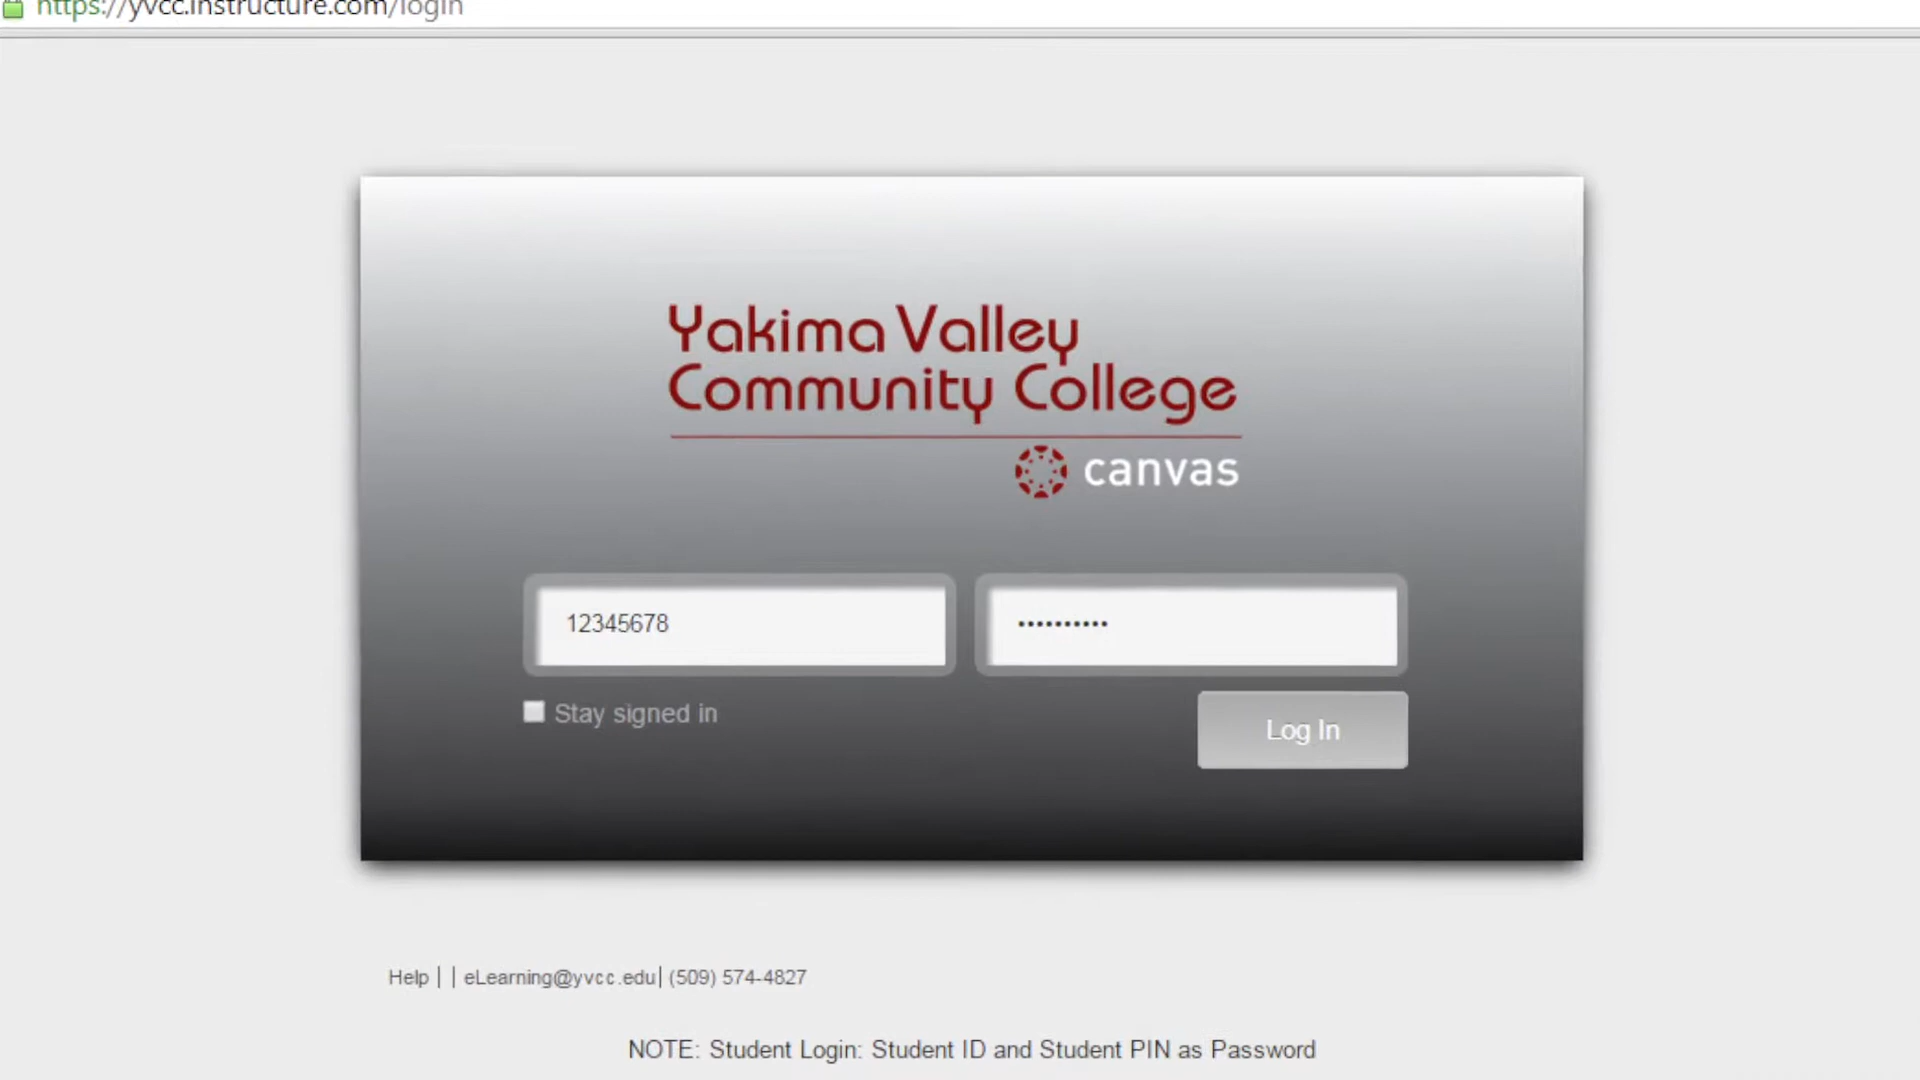 https://yvcc.instructure.com/login
Yakima Valley
Community College
canvas
12345678
••••••••••
Stay signed in
Log In
Help | | eLearning@yvcc.edu| (509) 574-4827
NOTE: Student Login: Student ID and Student PIN as Password